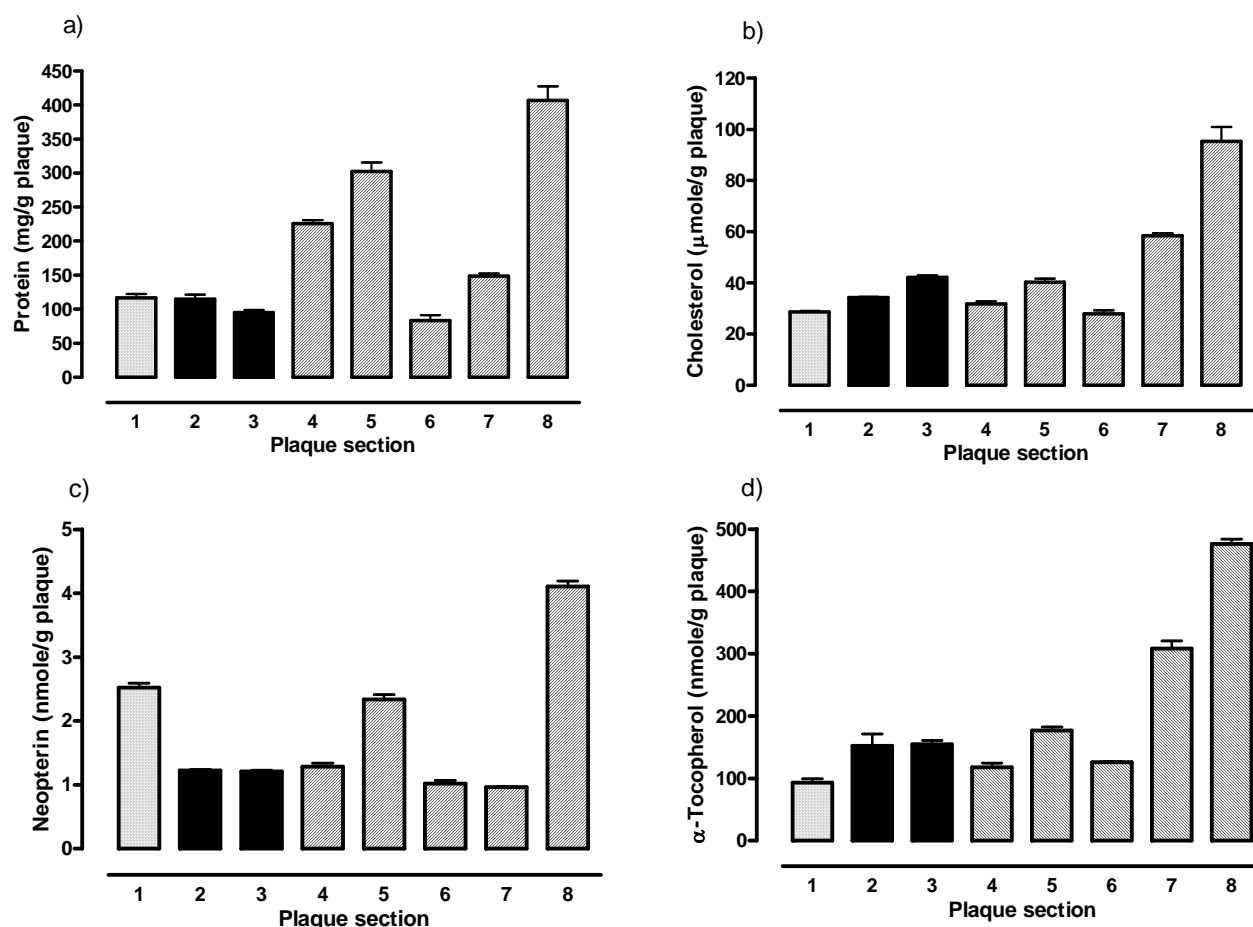 a)
Protein (mg/g plaque)
450
400
350
300
250
200
150
100
50
0
1 2 3 4 5 6 7 8
Plaque section
b)
Cholesterol (μmole/g plaque)
120
100
80
60
40
20
0
1 2 3 4 5 6 7 8
Plaque section
c)
Neopterin (nmole/g plaque)
5
4
3
2
1
0
1 2 3 4 5 6 7 8
Plaque section
d)
α-Tocopherol (nmole/g plaque)
500
400
300
200
100
0
1 2 3 4 5 6 7 8
Plaque section